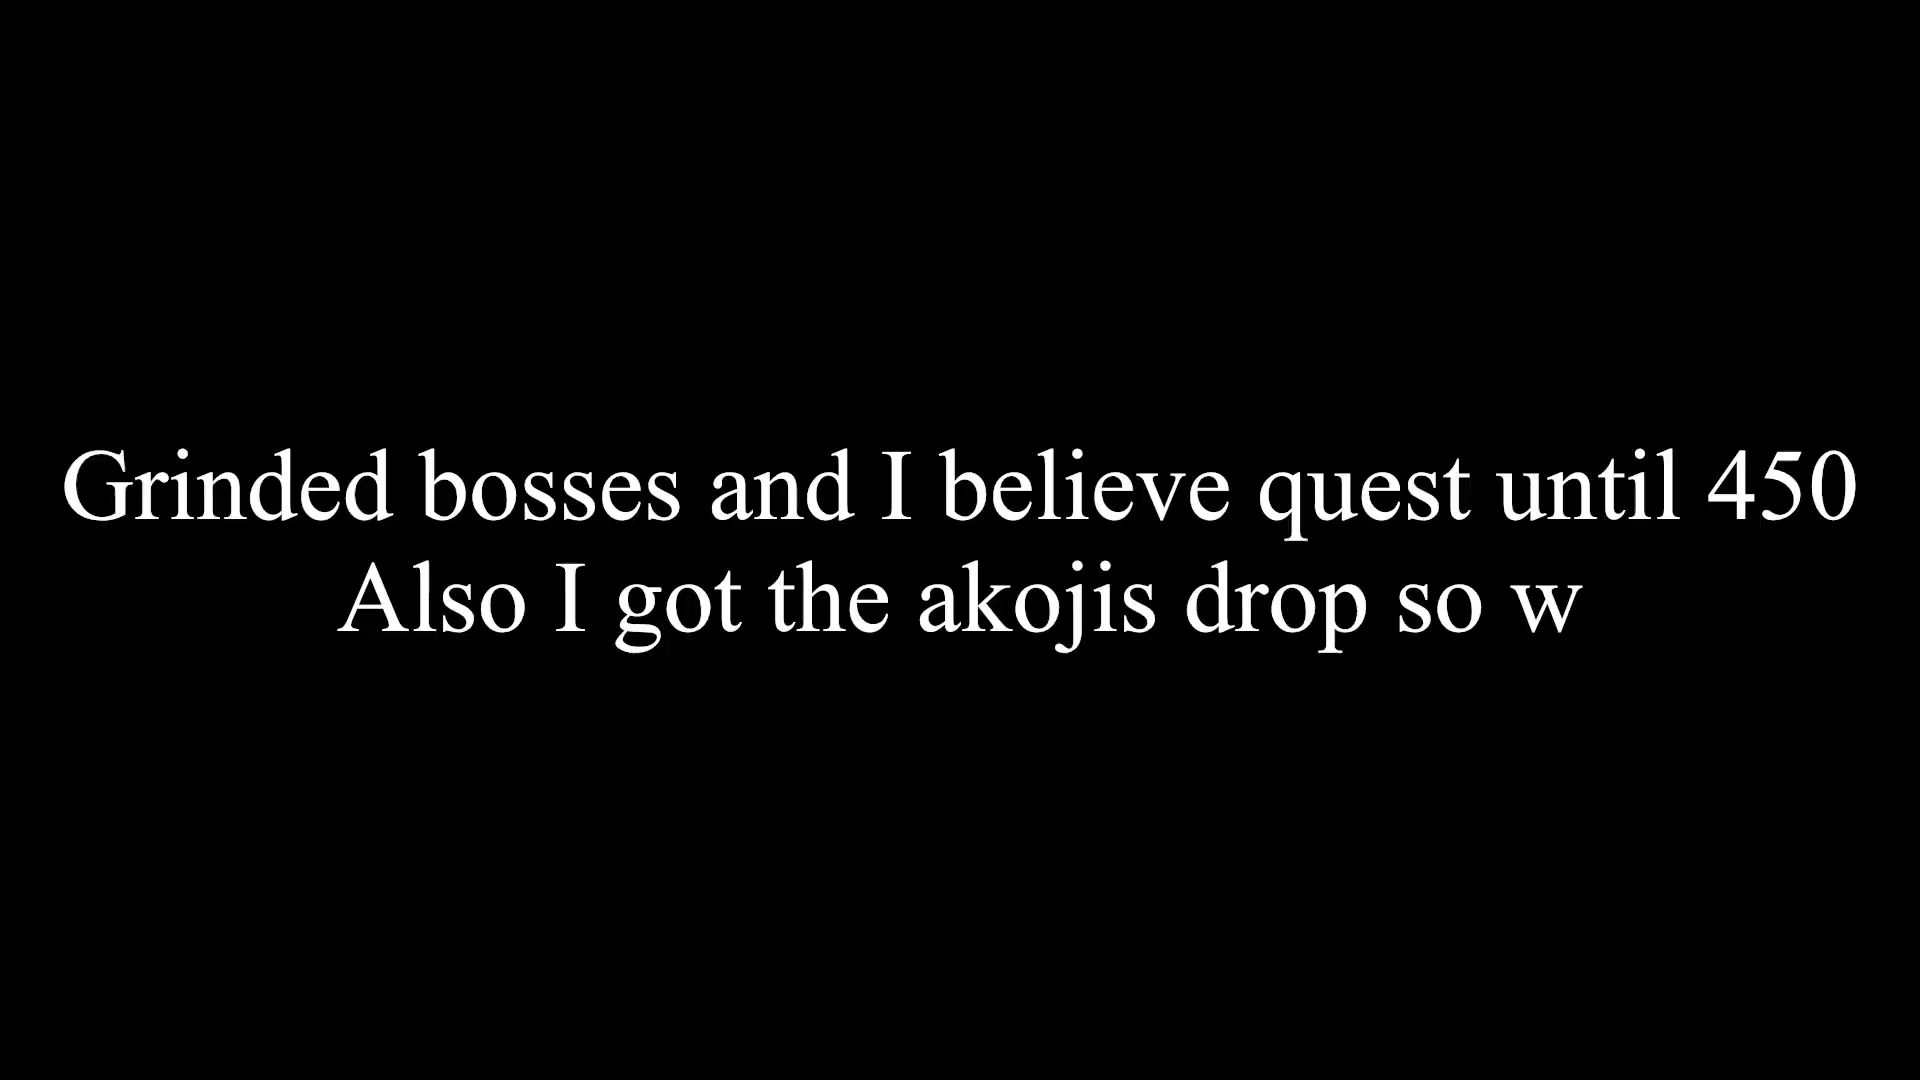 Grinded bosses and I believe quest until 450
Also I got the akojis drop so w